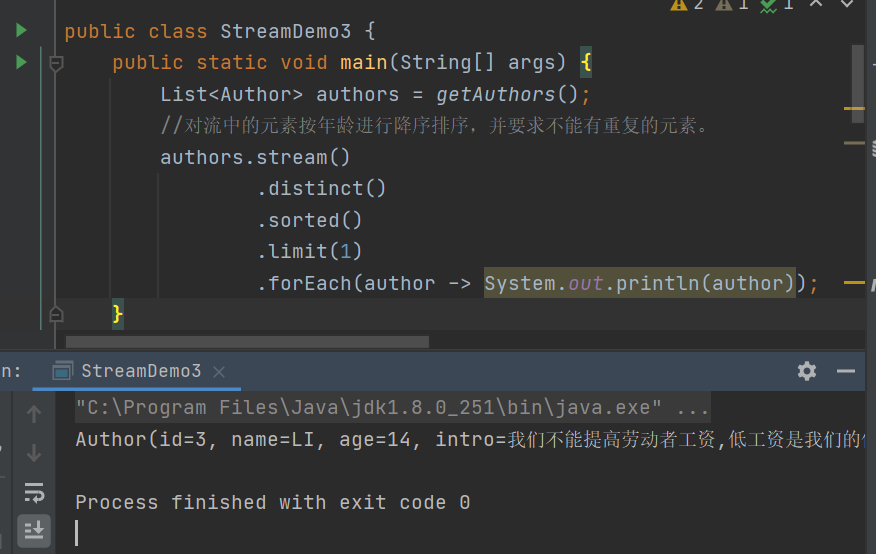 2 1 1
public class StreamDemo3 {
public static void main(String[] args) {
List<Author> authors = getAuthors();
//对流中的元素按年龄进行降序排序，并要求不能有重复的元素。
authors.stream()
.distinct()
.sorted()
.limit(1)
.forEach(author -> System.out.println(author));
}
n: StreamDemo3
"C:\Program Files\Java\jdk1.8.0_251\bin\java.exe" ...
Author(id=3, name=LI, age=14, intro=我们不能提高劳动者工资,低工资是我们的
Process finished with exit code 0